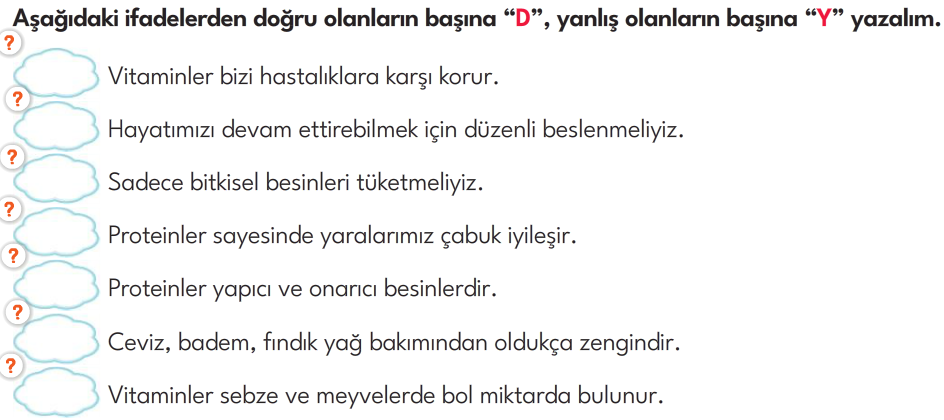 Aşağıdaki ifadelerden doğru olanların başına “D”, yanlış olanların başına “Y” yazalım.
?
Vitaminler bizi hastalıklara karşı korur.
?
Hayatımızı devam ettirebilmek için düzenli beslenmeliyiz.
?
Sadece bitkisel besinleri tüketmeliyiz.
?
Proteinler sayesinde yaralarımız çabuk iyileşir.
?
Proteinler yapıcı ve onarıcı besinlerdir.
?
Ceviz, badem, fındık yağ bakımından oldukça zengindir.
?
Vitaminler sebze ve meyvelerde bol miktarda bulunur.